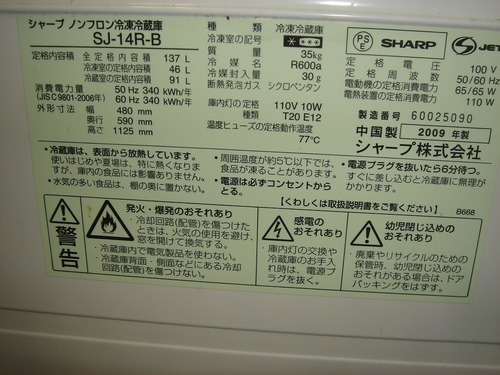 シャープ ノンフロン冷凍冷蔵庫
SJ-14R-B
定格内容積 全定格内容積 137 L
冷凍室の定格内容積 46 L
冷蔵室の定格内容積 91 L
消費電力量 50 Hz 340 kWh/年
(JIS C9801-2006年) 60 Hz 340 kWh/年
外形寸法 幅 480 mm
奥行 590 mm
高さ 1125 mm
種類 冷凍冷蔵庫
冷凍室の記号
質量 35kg
冷媒名 R600a
冷媒封入量 30 g
断熱発泡ガス シクロペンタン
庫内灯の定格 110V 10W
種類 T20 E12
温度ヒューズの定格動作温度
77℃
PS E SHARP JET
定格電圧 100 V
定格周波数 50/60 Hz
電動機の定格消費電力 65/65 W
電熱装置の定格消費電力 110 W
製造番号 60025090
中国製 2009 年製
シャープ株式会社
•冷蔵庫は、表面から放熱しています。
使いはじめや夏場は、特に熱くなりま
すが、庫内の食品には影響ありません。
•水気の多い食品は、棚の奥に置かない。
•周囲温度が約5℃以下では、
食品が凍ることがあります。
•電源は必ずコンセントから
とる。
•電源プラグを抜いたら6分待つ。
すぐに差し込むと冷蔵庫に無理が
かかります。
【くわしくは取扱説明書をご覧ください】 B668
警告
発火・爆発のおそれあり
•冷却回路(配管)を傷つけた
ときは、火気の使用を避け、
窓を開けて換気する。
•冷蔵庫内で電気製品を使わない。
•冷蔵庫背面・側面などにある冷却
回路(配管)を傷つけない。
感電の
おそれあり
•庫内灯の交換や
冷蔵庫のお手入
れ時は、電源プ
ラグを抜く。
幼児閉じ込めの
おそれあり
•廃棄やリサイクルのための
保管時、幼児閉じ込めの
おそれがある場合は、ドア
パッキングをはずす。